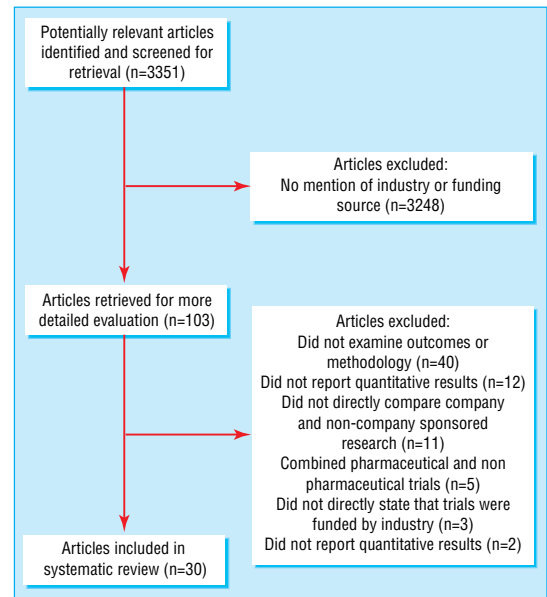 Potentially relevant articles
identified and screened for
retrieval (n=3351)
Articles excluded:
No mention of industry or funding
source (n=3248)
Articles retrieved for more
detailed evaluation (n=103)
Articles excluded:
Did not examine outcomes or
methodology (n=40)
Did not report quantitative results (n=12)
Did not directly compare company
and non-company sponsored
research (n=11)
Combined pharmaceutical and non
pharmaceutical trials (n=5)
Did not directly state that trials were
funded by industry (n=3)
Did not report quantitative results (n=2)
Articles included in
systematic review (n=30)